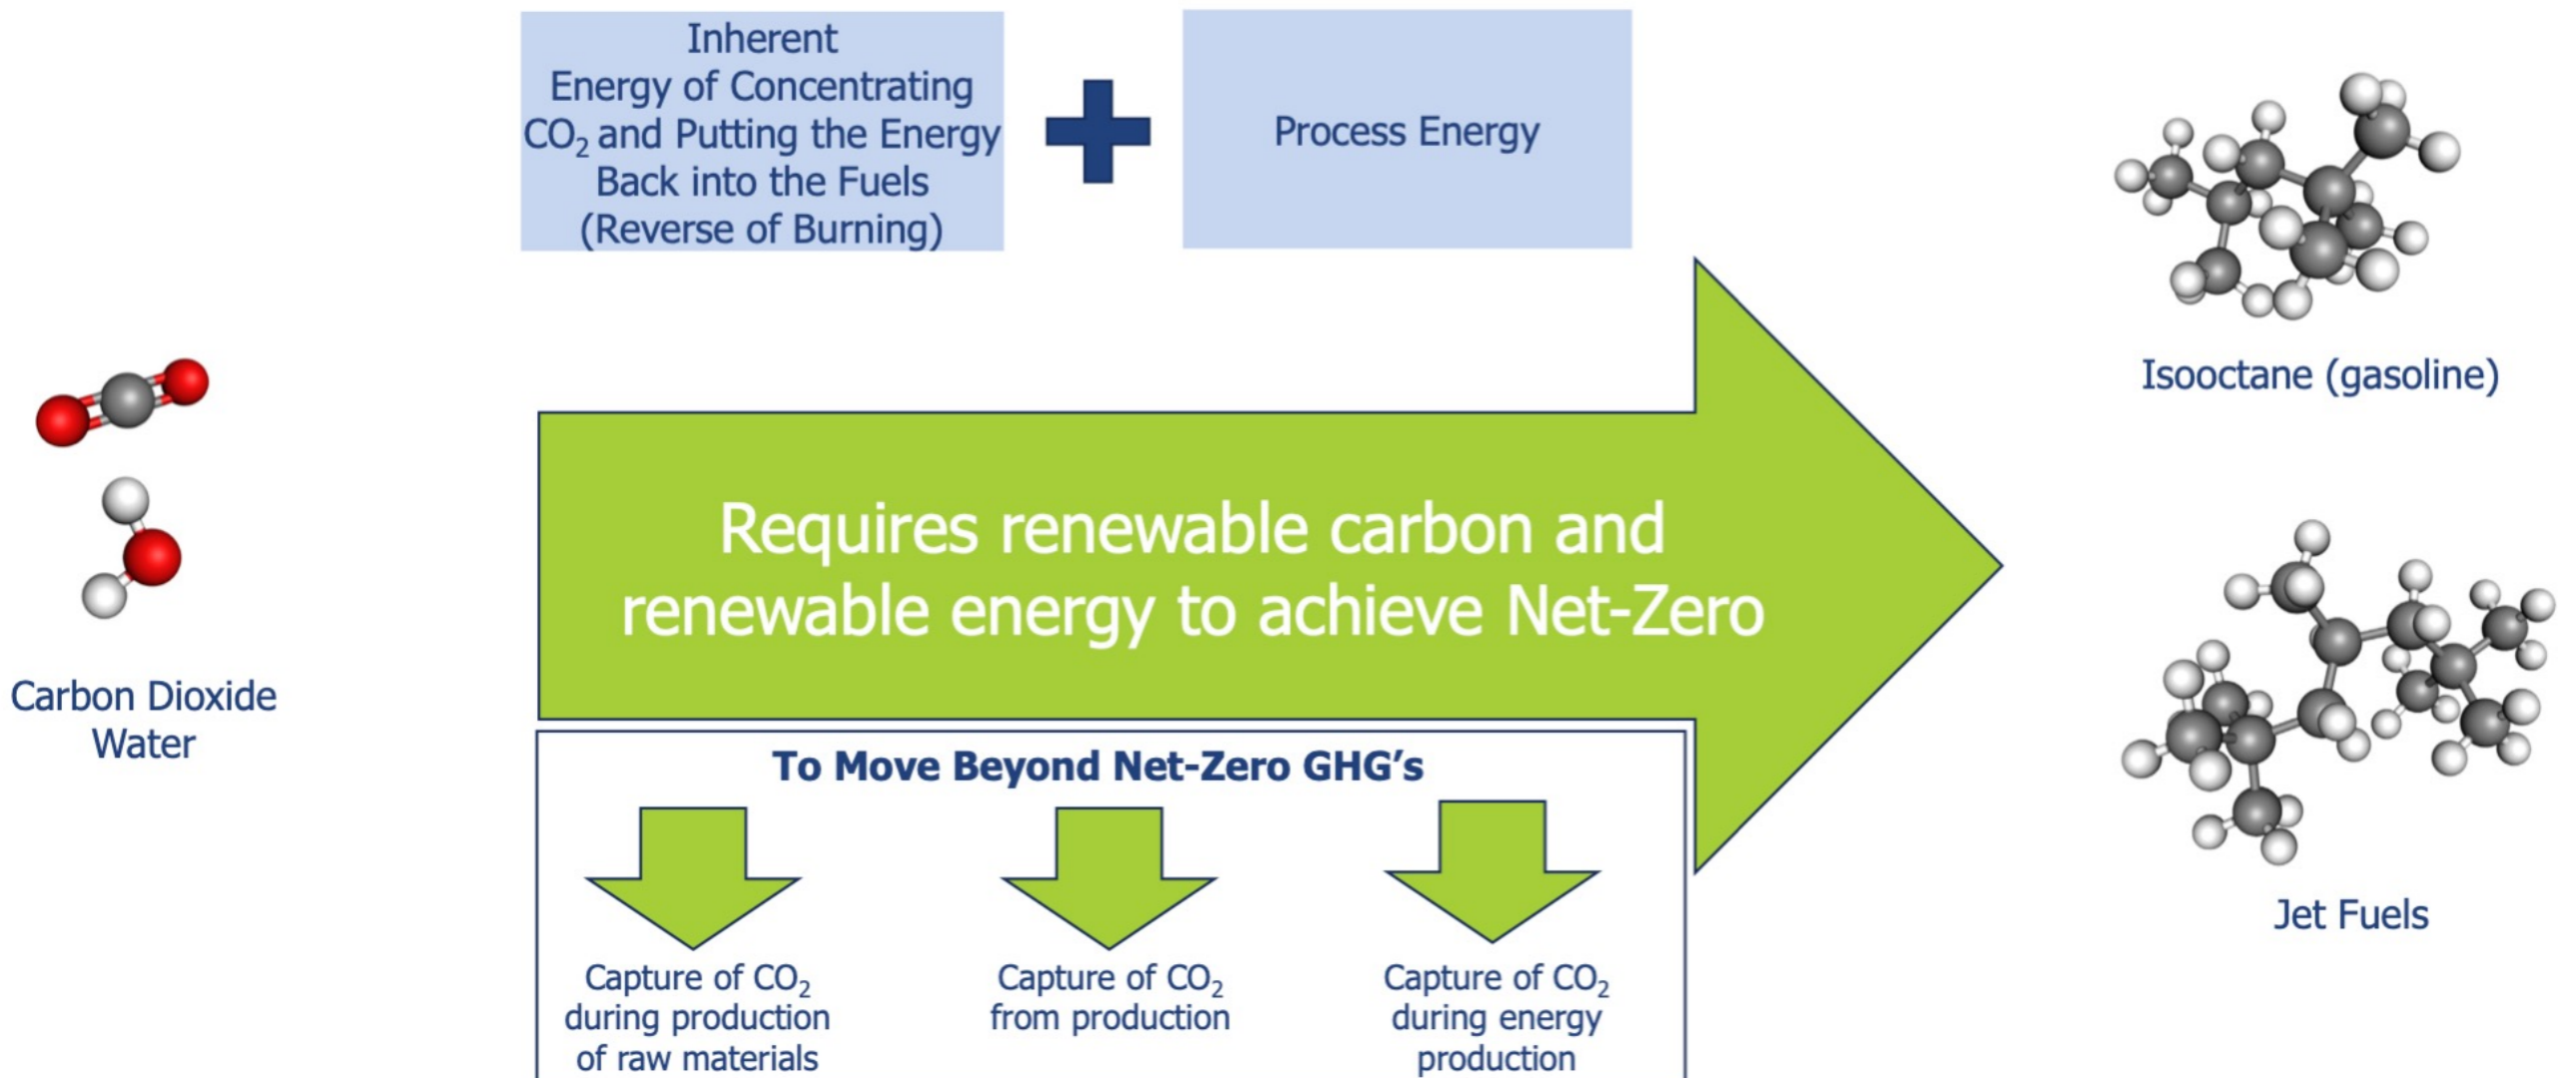 Inherent
Energy of Concentrating
CO₂ and Putting the Energy
Back into the Fuels
(Reverse of Burning)
Process Energy
Isooctane (gasoline)
Requires renewable carbon and
renewable energy to achieve Net-Zero
Carbon Dioxide
Water
Jet Fuels
To Move Beyond Net-Zero GHG’s
Capture of CO₂
during production
of raw materials
Capture of CO₂
from production
Capture of CO₂
during energy
production